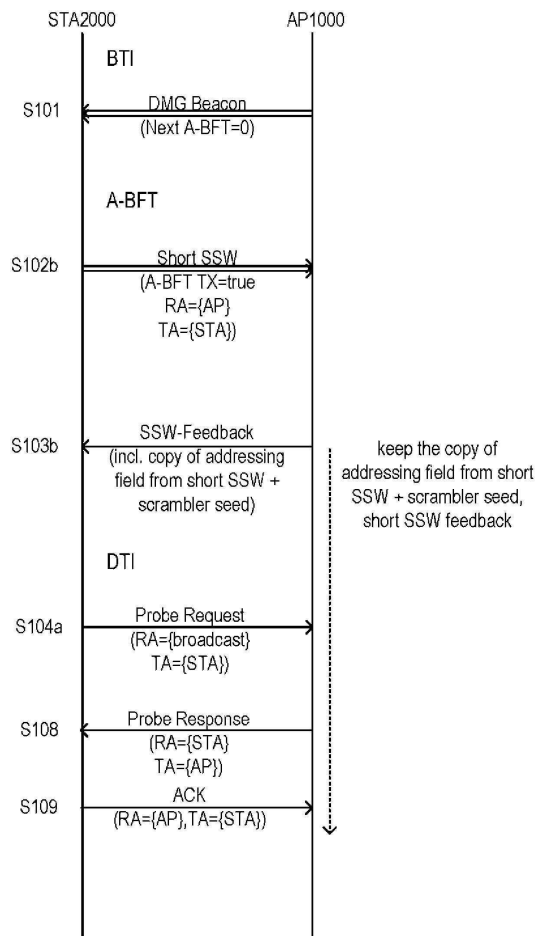 STA2000
AP1000
BTI
S101
DMG Beacon
(Next A-BFT=0)
A-BFT
S102b
Short SSW
(A-BFT TX=true
RA={AP}
TA={STA})
S103b
SSW-Feedback
(incl. copy of addressing
field from short SSW +
scrambler seed)
keep the copy of
addressing field from short
SSW + scrambler seed,
short SSW feedback
DTI
S104a
Probe Request
(RA={broadcast}
TA={STA})
S108
Probe Response
(RA={STA}
TA={AP})
S109
ACK
(RA={AP},TA={STA})